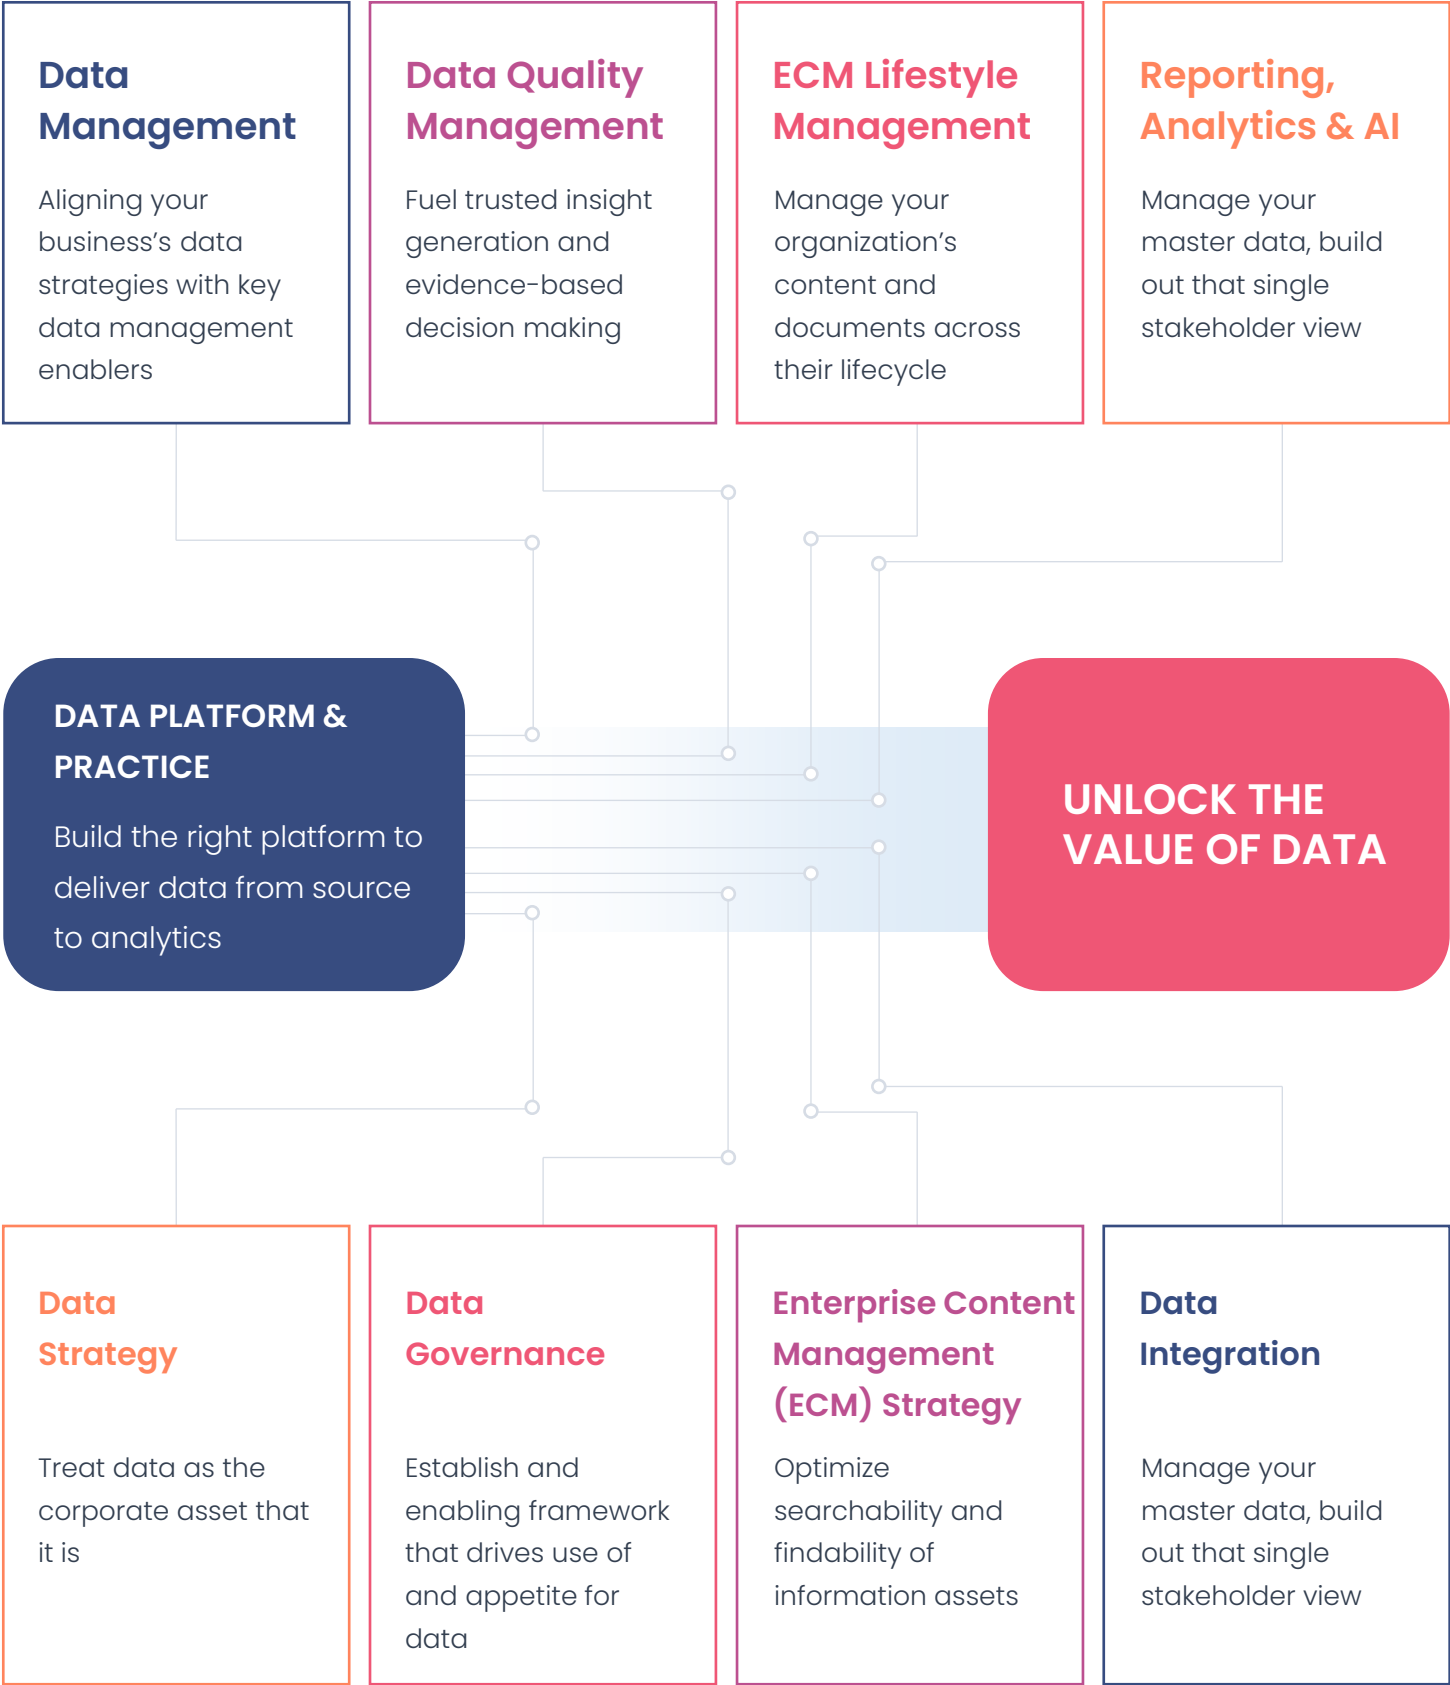 Data
Management
Aligning your
business’s data
strategies with key
data management
enablers
Data Quality
Management
Fuel trusted insight
generation and
evidence-based
decision making
ECM Lifestyle
Management
Manage your
organization’s
content and
documents across
their lifecycle
Reporting,
Analytics & AI
Manage your
master data, build
out that single
stakeholder view
DATA PLATFORM &
PRACTICE
Build the right platform to
deliver data from source
to analytics
UNLOCK THE
VALUE OF DATA
Data
Strategy
Treat data as the
corporate asset that
it is
Data
Governance
Establish and
enabling framework
that drives use of
and appetite for
data
Enterprise Content
Management
(ECM) Strategy
Optimize
searchability and
findability of
information assets
Data
Integration
Manage your
master data, build
out that single
stakeholder view